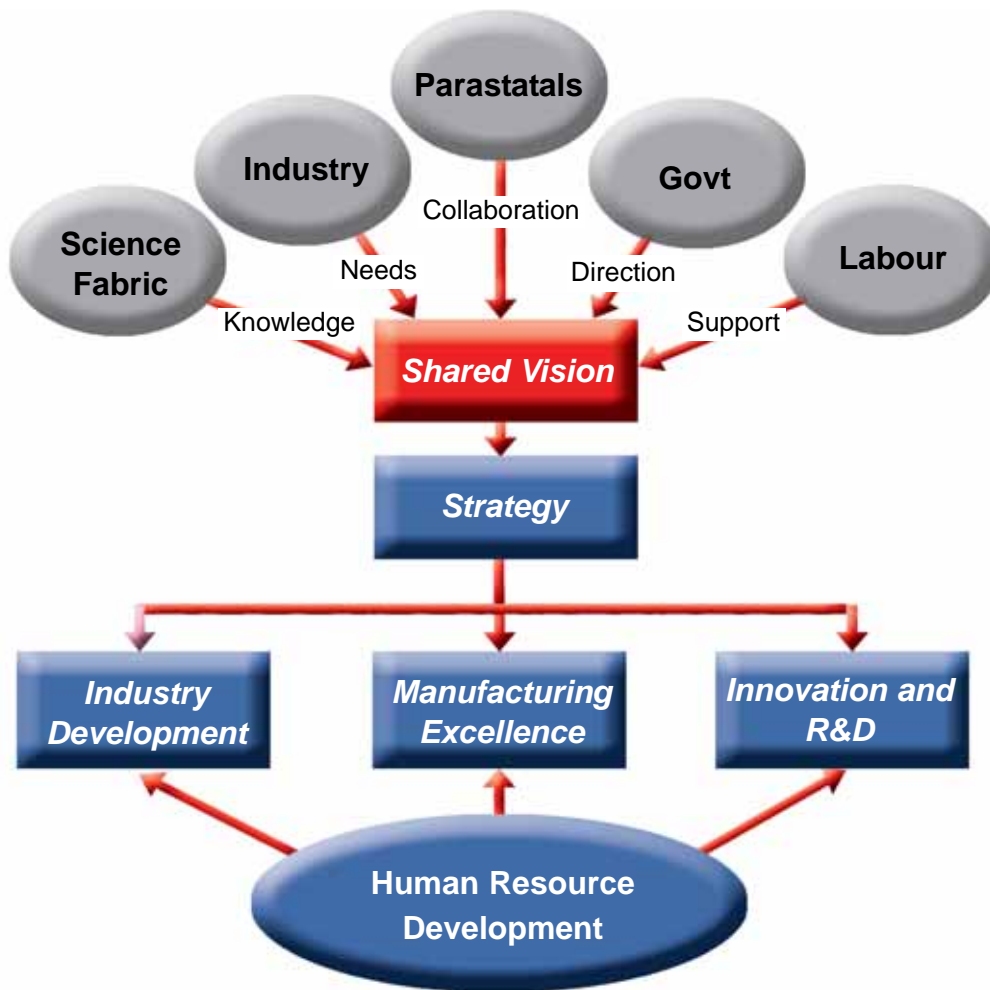 Parastatals
Industry
Govt
Science
Fabric
Labour
Collaboration
Needs
Direction
Knowledge
Support
Shared Vision
Strategy
Industry
Development
Manufacturing
Excellence
Innovation and
R&D
Human Resource
Development